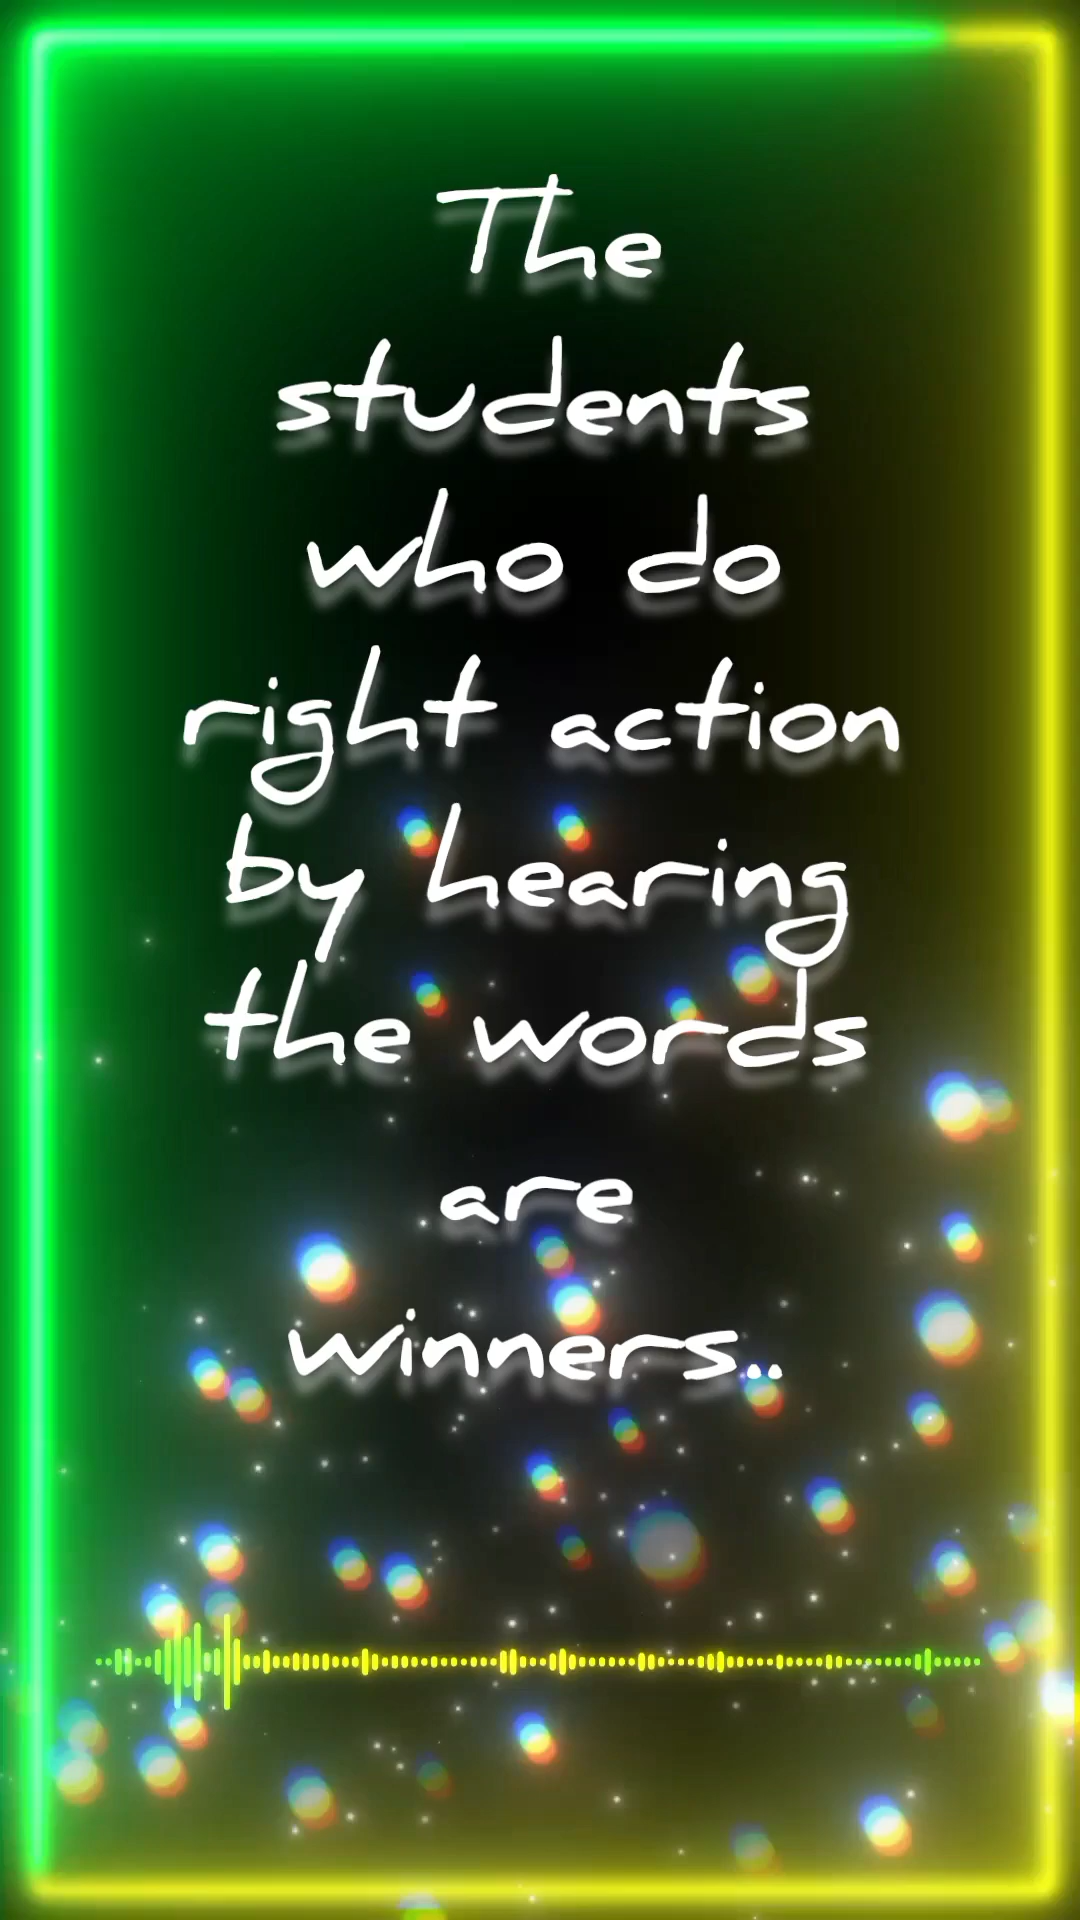 The
students
who do
right action
by hearing
the words
are
winners..